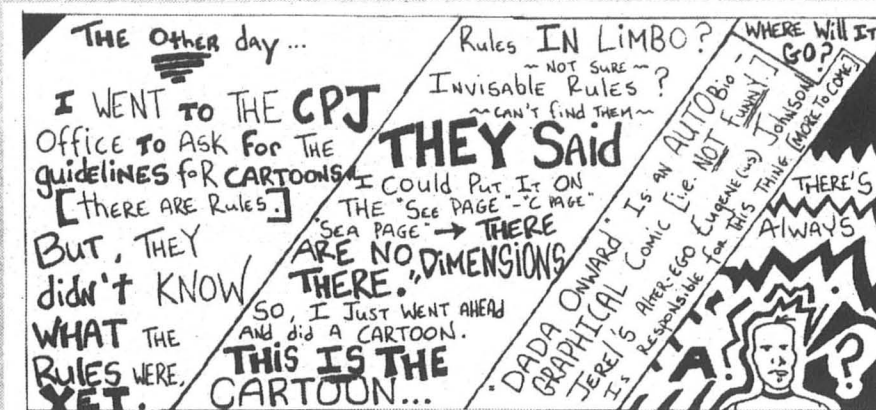 THE OTHER day...
I WENT TO THE CPJ
OFFICE TO ASK FOR THE
guidelines foR CARTOONS.
[THERE ARE RULES.]
BUT, THEY
didn't KNOW
WHAT THE
RULES WERE,
YET.
Rules IN LiMBO?
~ NOT SURE ~
INVISABLE RULES?
~ CAN'T find THEM ~
THEY SAid
I COULD PUT IT ON
THE "SEE PAGE"-"C PAGE"
"SEA PAGE" → THERE
ARE NO DiMENSIONS
THERE."
SO, I JUST WENT AHEAd
ANd did A CARTOON.
THIS IS THE
CARTOON...
"DADA ONWARD" IS AN AUTOBIO-
GRAPHICAL COMIC [i.e. NOT FUNNY.]
JEREI'S ALTER-EGO EUGENE(US) JOHNSON
IS RESPONSIBLE FOR THIS THING. [MORE TO COME]
WHERE Will IT
GO?
THERE'S
ALWAYS
A
?